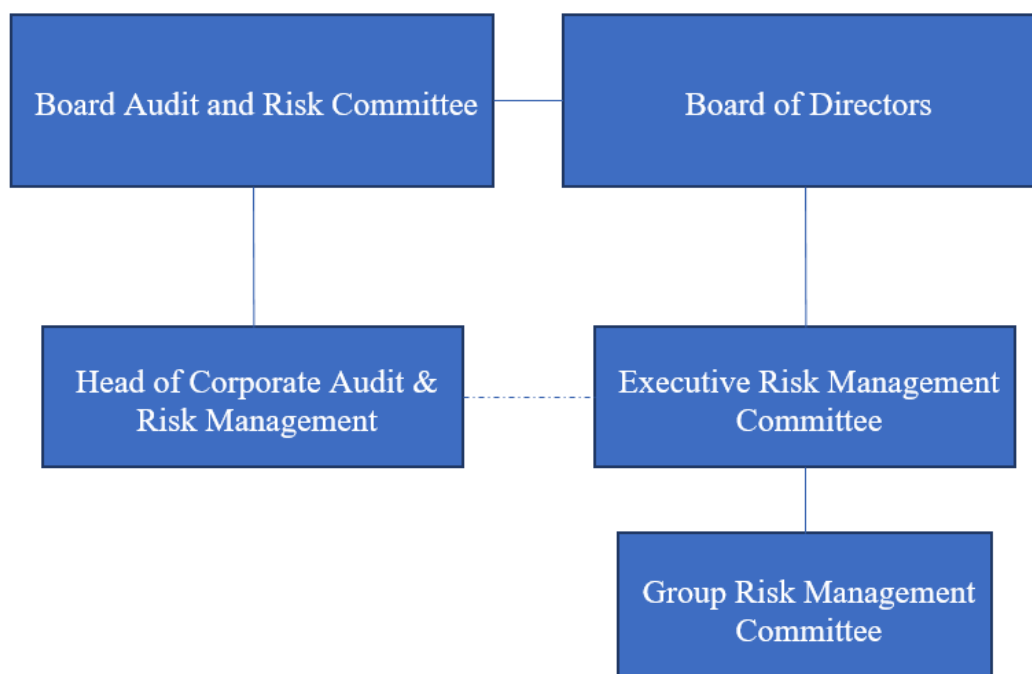 Board Audit and Risk Committee
Board of Directors
Head of Corporate Audit &
Risk Management
Executive Risk Management
Committee
Group Risk Management
Committee